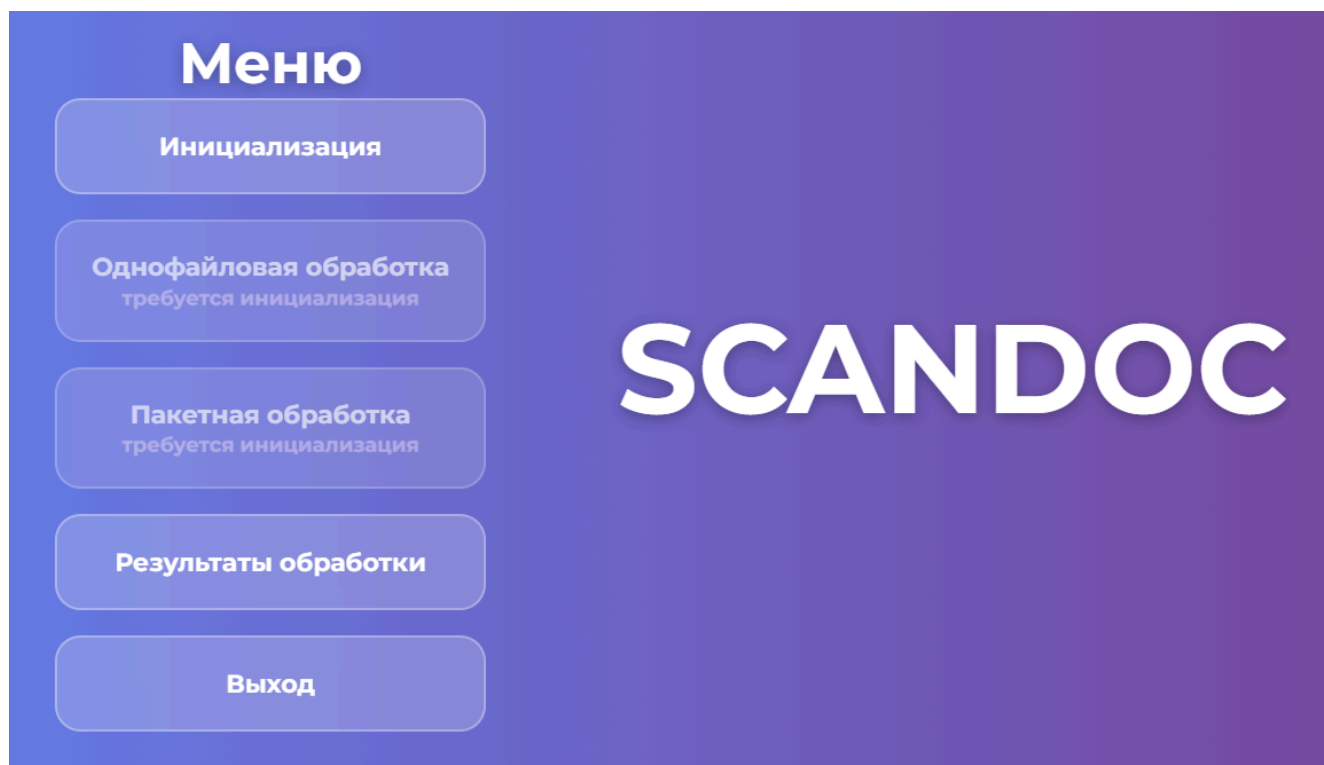 Меню
Инициализация
Однофайловая обработка
требуется инициализация
Пакетная обработка
требуется инициализация
Результаты обработки
Выход
SCANDOC